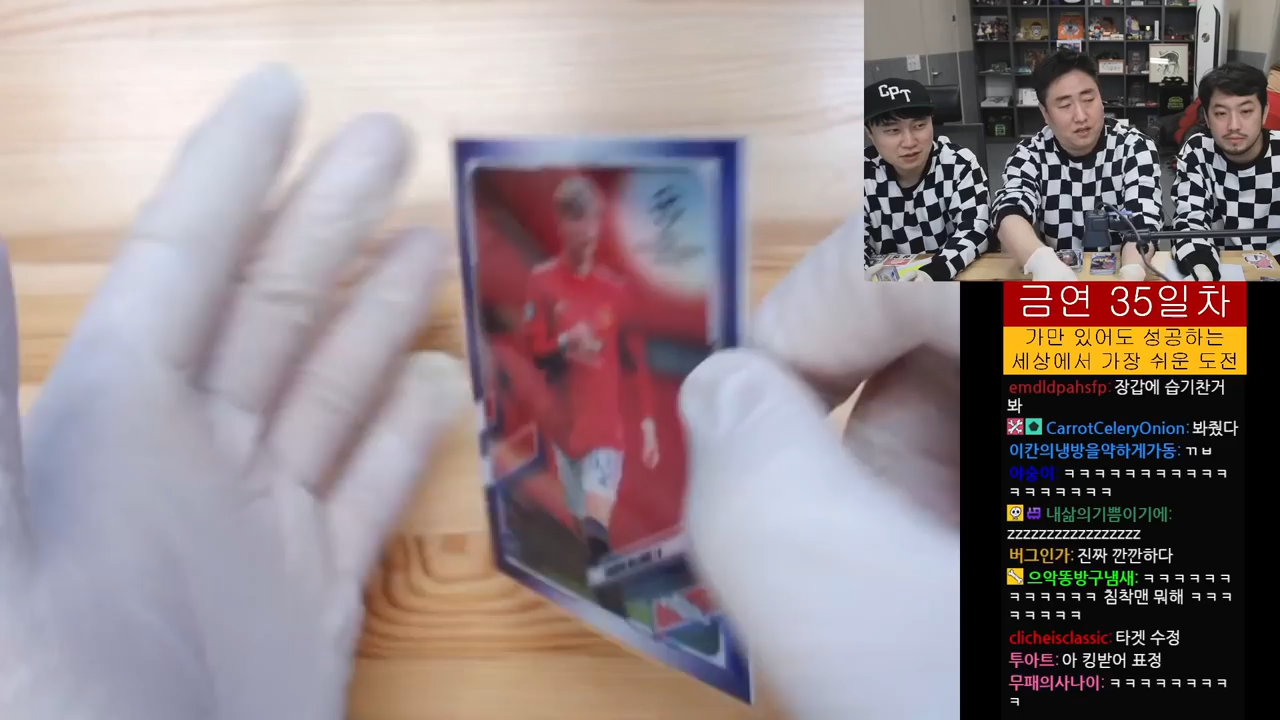 CPT
금연 35일차
가만 있어도 성공하는
세상에서 가장 쉬운 도전
emdldpahsfp: 장갑에 습기찬거
봐
CarrotCeleryOnion: 봐줬다
이칸의냉방을약하게가동: ㄲㅂ
야숭이: ㅋㅋㅋㅋㅋㅋㅋㅋㅋㅋㅋ
ㅋㅋㅋㅋㅋㅋㅋ
내삶의기쁨이기에:
zzzzzzzzzzzzzzzzz
버그인가: 진짜 깐깐하다
으악똥방구냄새: ㅋㅋㅋㅋㅋㅋ
ㅋㅋㅋㅋㅋㅋ 침착맨 뭐해 ㅋㅋㅋ
ㅋㅋㅋㅋㅋ
clicheisclassic: 타겟 수정
투아트: 아 킹받어 표정
무패의사나이: ㅋㅋㅋㅋㅋㅋㅋㅋ
ㅋ